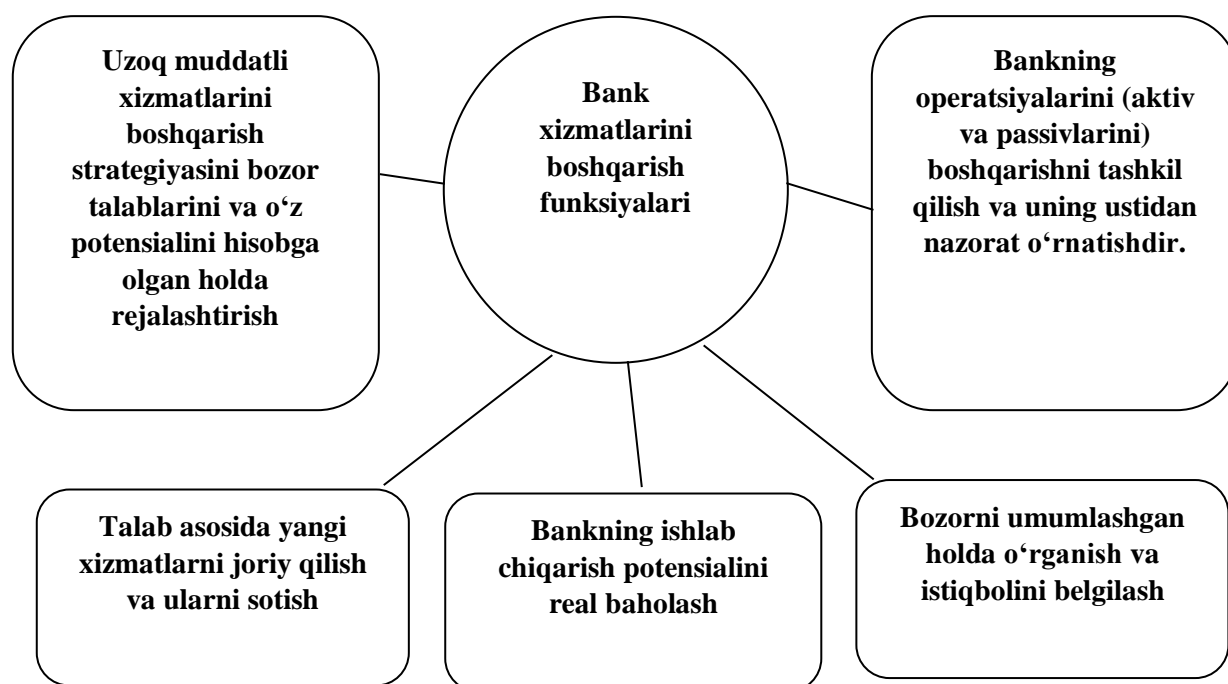 Uzoq muddatli
xizmatlarini
boshqarish
strategiyasini bozor
talablarini va o‘z
potensialini hisobga
olgan holda
rejalashtirish
Bank
xizmatlarini
boshqarish
funksiyalari
Bankning
operatsiyalarini (aktiv
va passivlarini)
boshqarishni tashkil
qilish va uning ustidan
nazorat o‘rnatishdir.
Talab asosida yangi
xizmatlarni joriy qilish
va ularni sotish
Bankning ishlab
chiqarish potensialini
real baholash
Bozorni umumlashgan
holda o‘rganish va
istiqbolini belgilash